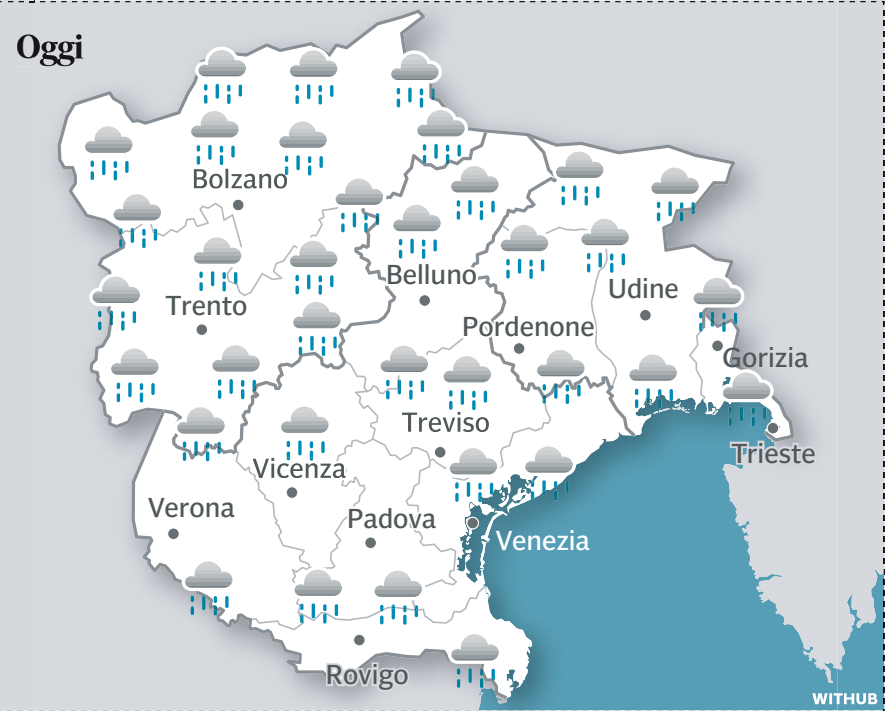 Oggi
Bolzano
Belluno
Trento
Udine
Pordenone
Gorizia
Treviso
Trieste
Vicenza
Verona
Padova
Venezia
Rovigo
WITHUB